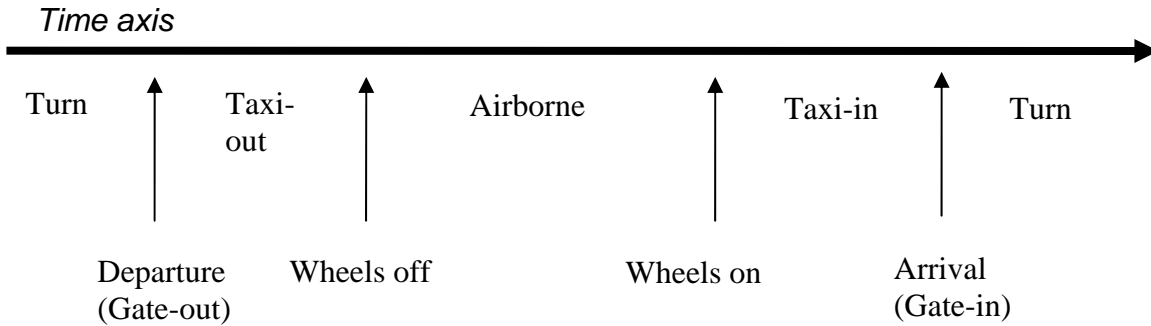 Time axis
Turn
Taxi-
out
Airborne
Taxi-in
Turn
Departure
(Gate-out)
Wheels off
Wheels on
Arrival
(Gate-in)